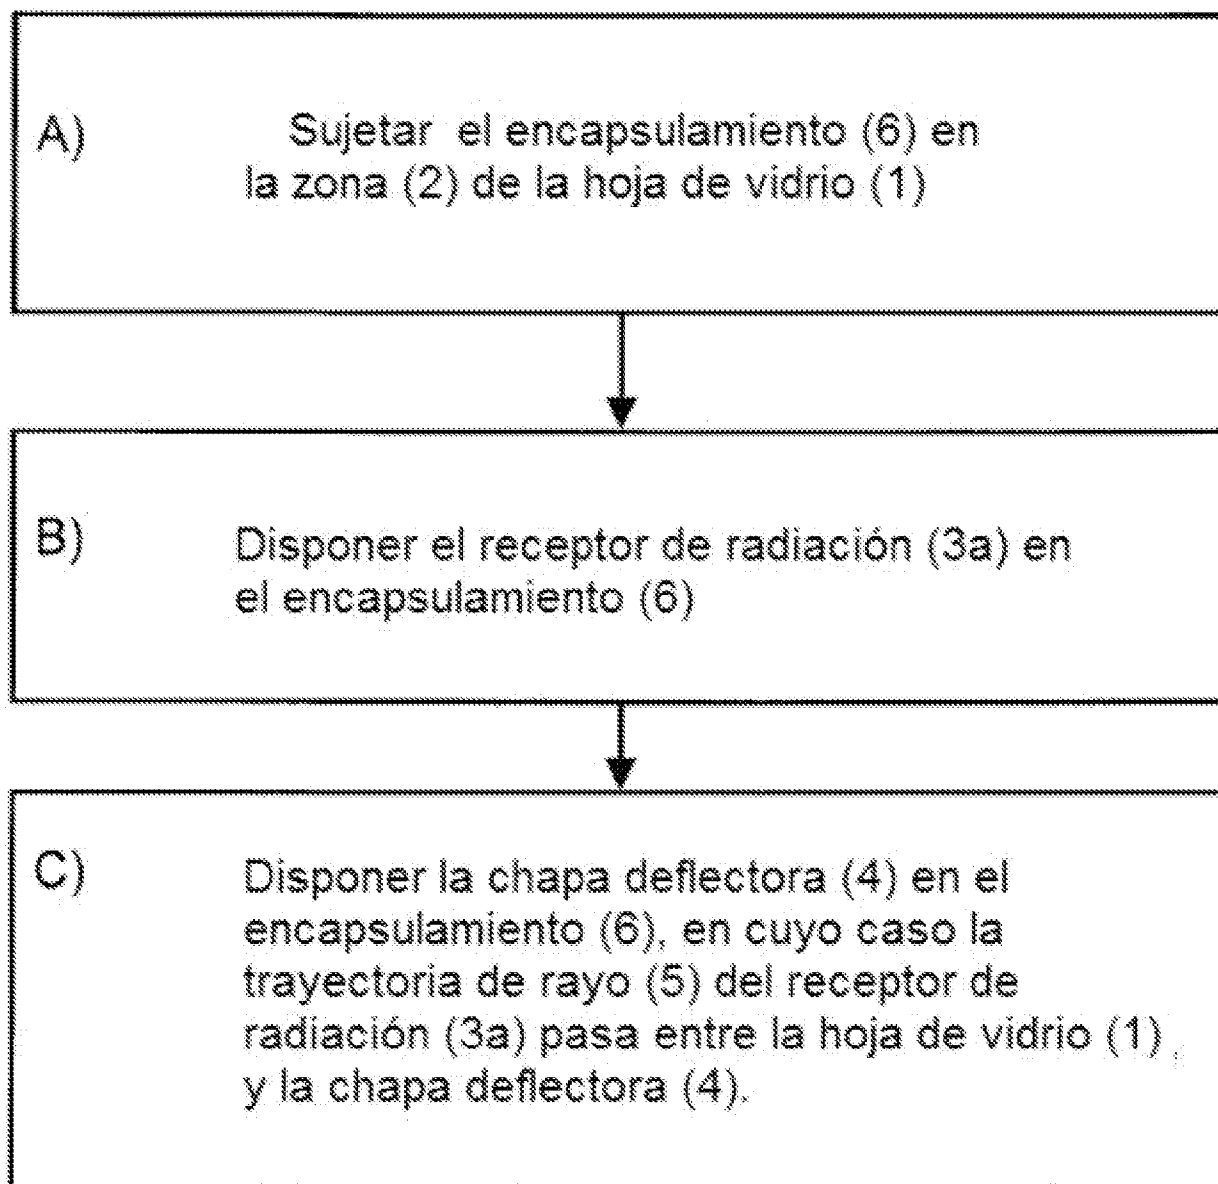 A)
Sujetar el encapsulamiento (6) en
la zona (2) de la hoja de vidrio (1)
B)
Disponer el receptor de radiación (3a) en
el encapsulamiento (6)
C)
Disponer la chapa deflectora (4) en el
encapsulamiento (6), en cuyo caso la
trayectoria de rayo (5) del receptor de
radiación (3a) pasa entre la hoja de vidrio (1)
y la chapa deflectora (4).